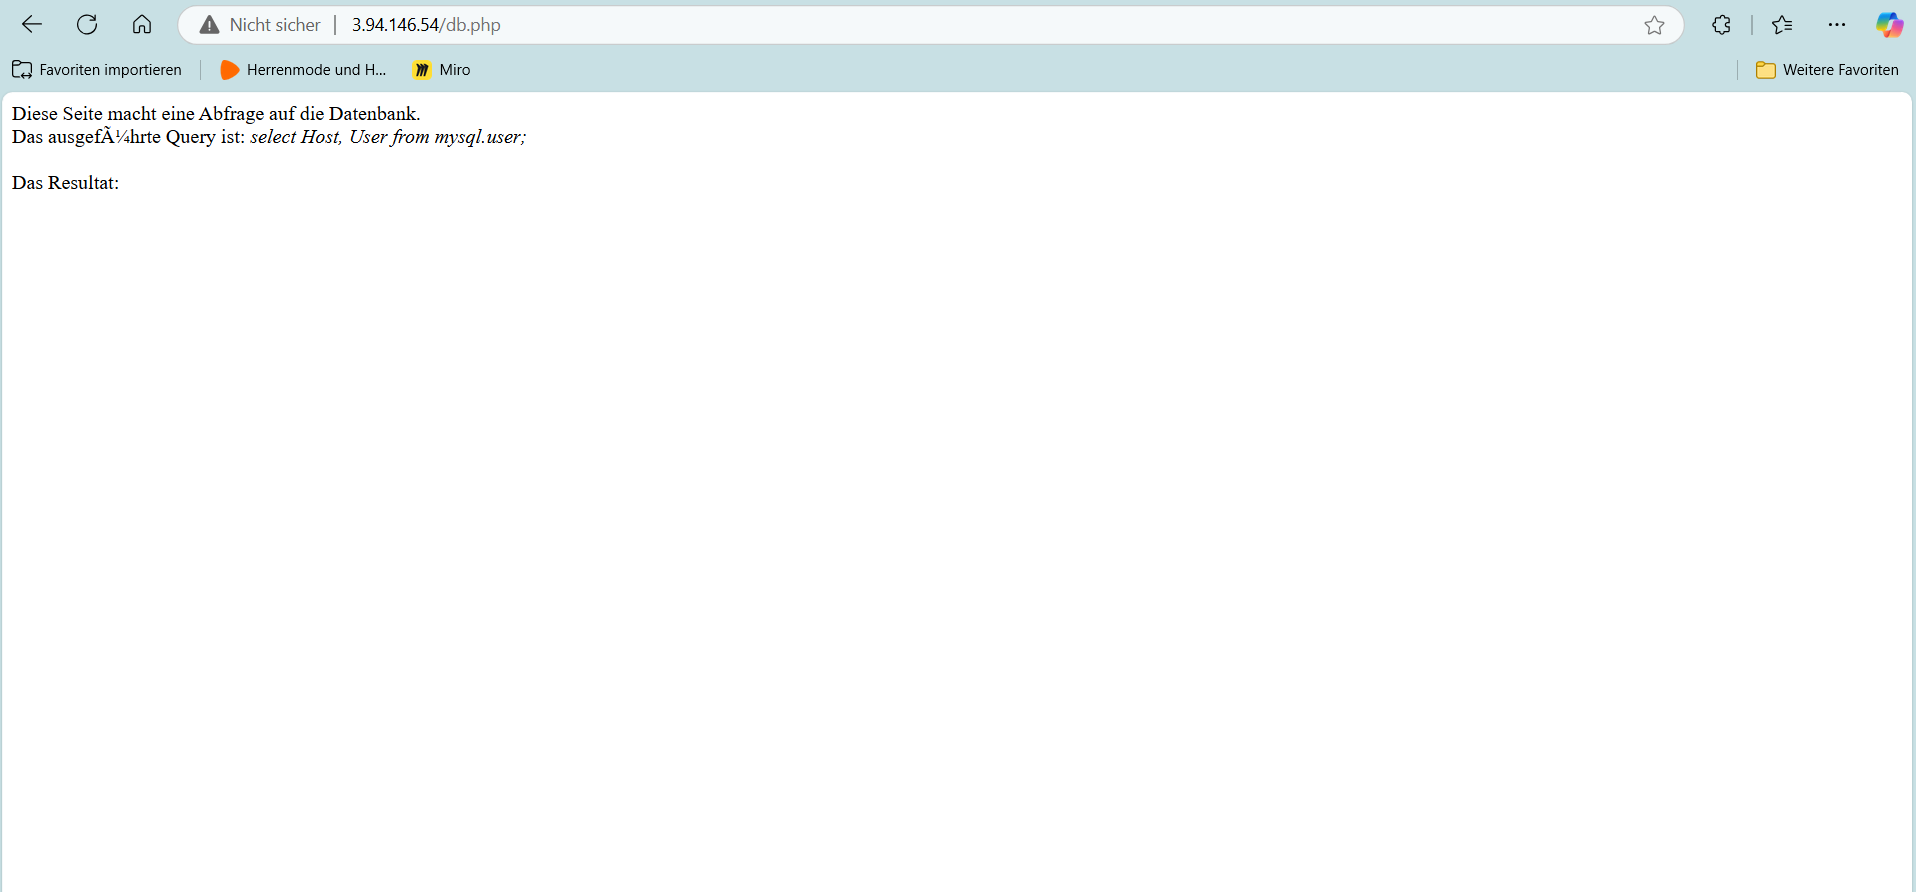 Nicht sicher | 3.94.146.54/db.php
Favoriten importieren
Herrenmode und H...
Miro
Weitere Favoriten
Diese Seite macht eine Abfrage auf die Datenbank.
Das ausgefÃ¼hrte Query ist: select Host, User from mysql.user;
Das Resultat: